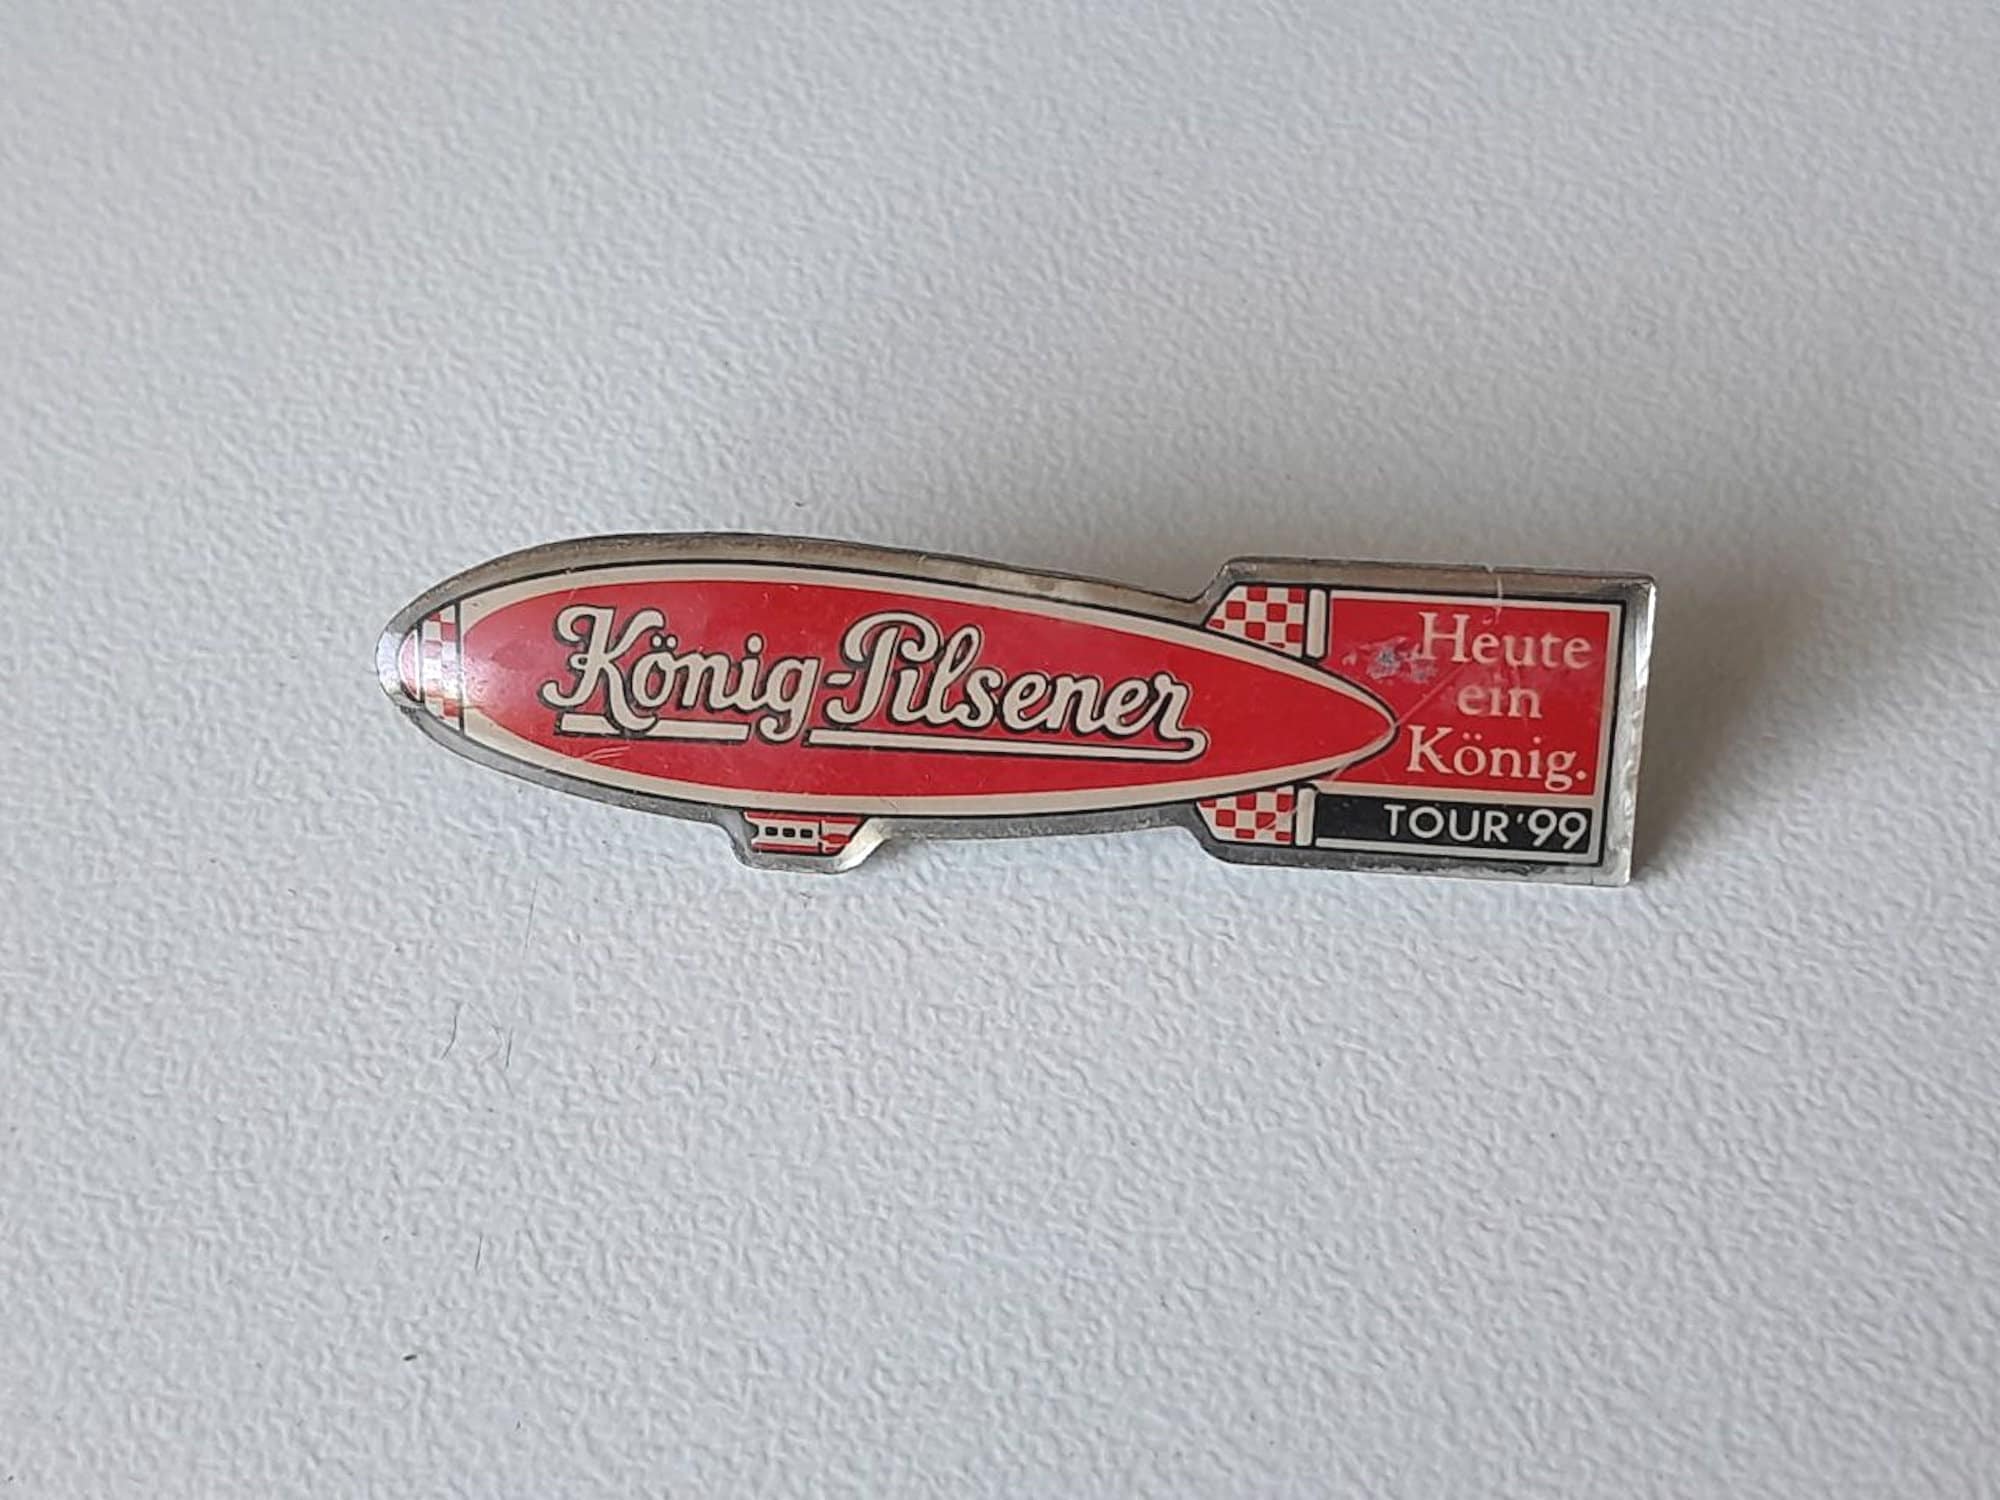 König-Pilsener
Heute
ein
König.
TOUR'99